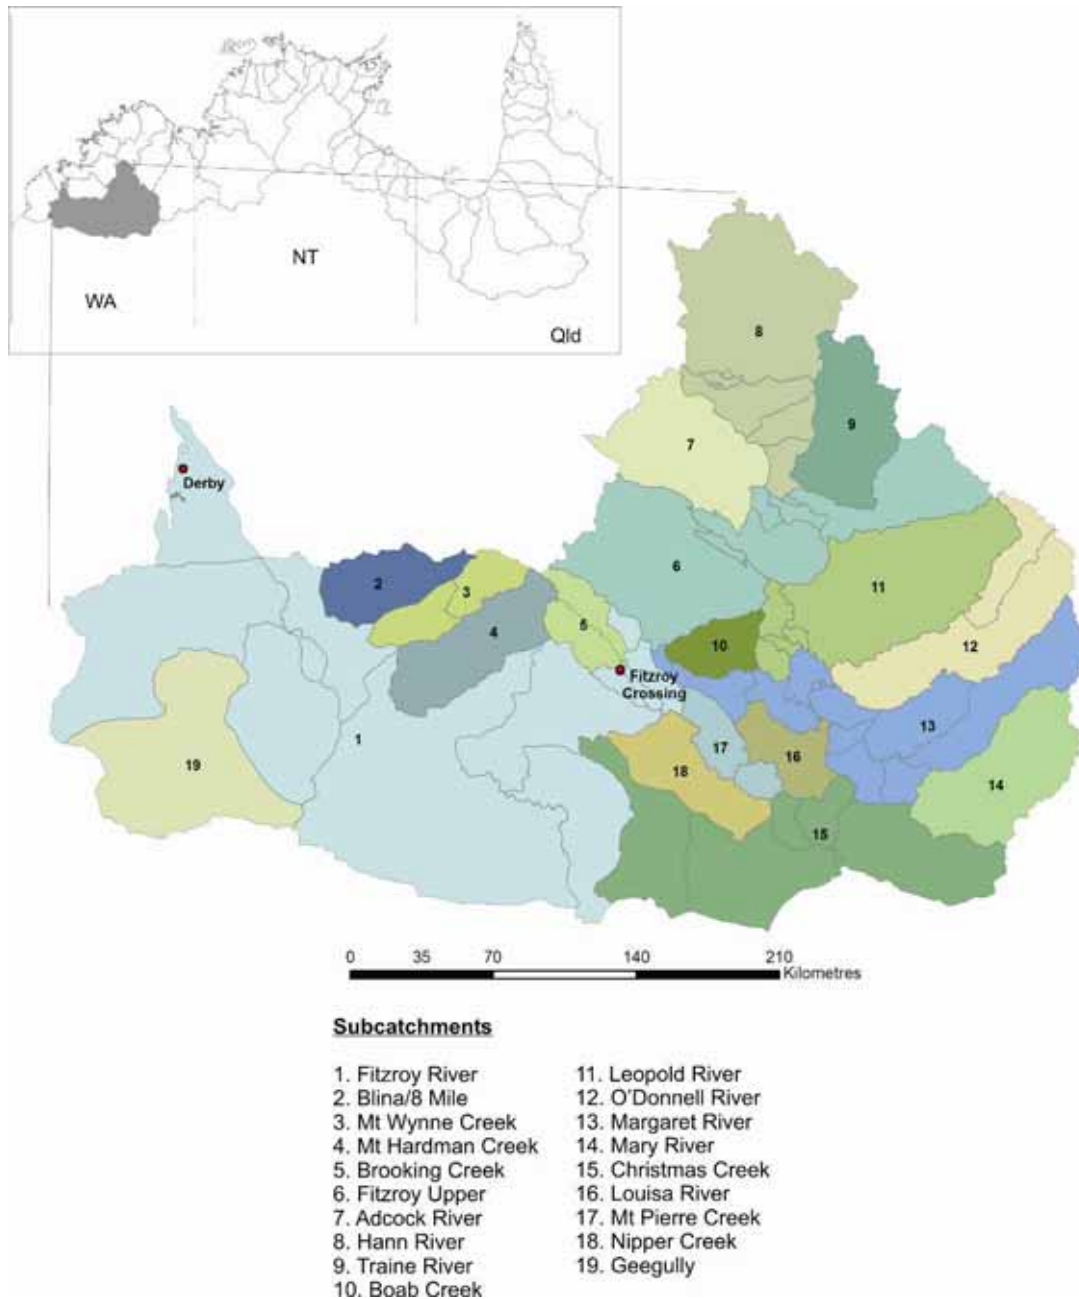 NT
WA
Qld
8
9
7
Derby
6
2
3
11
4
5
10
12
Fitzroy
Crossing
13
1
17
16
19
18
14
15
0 35 70 140 210
Kilometres
Subcatchments
1. Fitzroy River
2. Blina/8 Mile
3. Mt Wynne Creek
4. Mt Hardman Creek
5. Brooking Creek
6. Fitzroy Upper
7. Adcock River
8. Hann River
9. Traine River
10. Boab Creek
11. Leopold River
12. O'Donnell River
13. Margaret River
14. Mary River
15. Christmas Creek
16. Louisa River
17. Mt Pierre Creek
18. Nipper Creek
19. Geegully